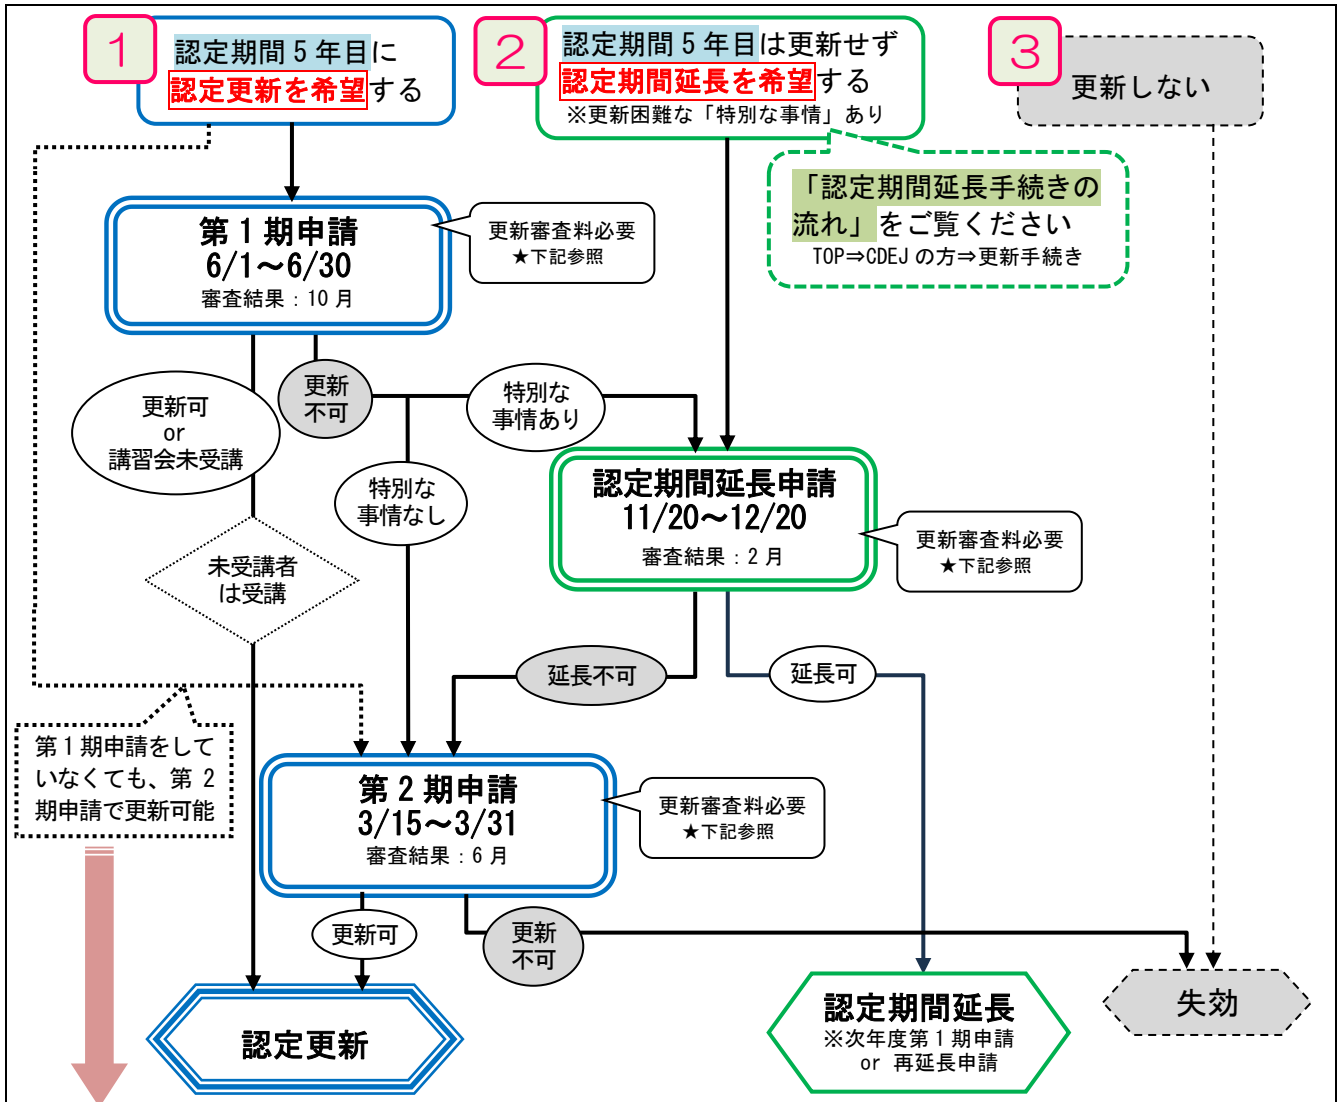 1
認定期間5年目に
認定更新を希望する
2
認定期間5年目は更新せず
認定期間延長を希望する
※更新困難な「特別な事情」あり
3
更新しない
「認定期間延長手続きの
流れ」をご覧ください
TOP⇒CDEJの方⇒更新手続き
第1期申請
6/1～6/30
審査結果：10月
更新審査料必要
★下記参照
更新可
or
講習会未受講
更新
不可
特別な
事情あり
特別な
事情なし
認定期間延長申請
11/20～12/20
審査結果：2月
更新審査料必要
★下記参照
未受講者
は受講
延長不可
延長可
第1期申請をして
いなくても、第2
期申請で更新可能
第2期申請
3/15～3/31
審査結果：6月
更新審査料必要
★下記参照
更新可
更新
不可
認定更新
認定期間延長
※次年度第1期申請
or 再延長申請
失効